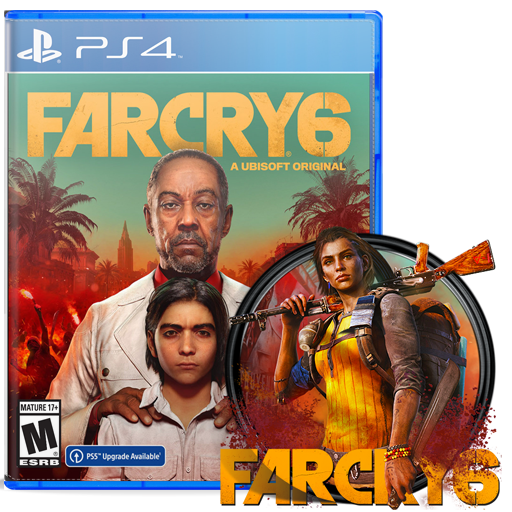 PS4
FARCRY6
A UBISOFT ORIGINAL
MATURE 17+
M
ESRB
PS5™ Upgrade Available
FARCRY6